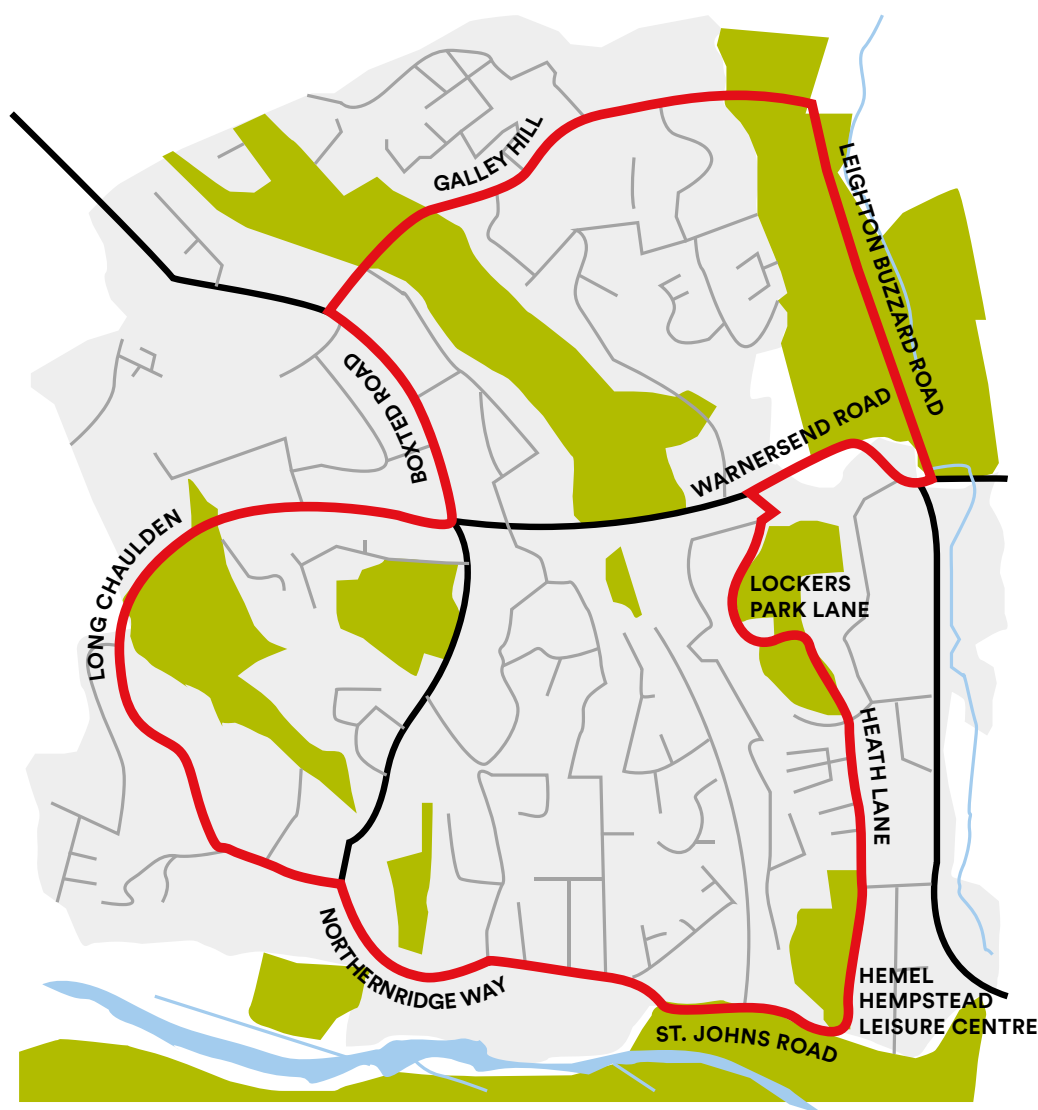 GALLEY HILL
LEIGHTON BUZZARD ROAD
BOXTED ROAD
WARNERSEND ROAD
LONG CHAULDEN
LOCKERS
PARK LANE
HEATH LANE
NORTHERNRIDGE WAY
HEMEL
HEMPSTEAD
LEISURE CENTRE
ST. JOHNS ROAD